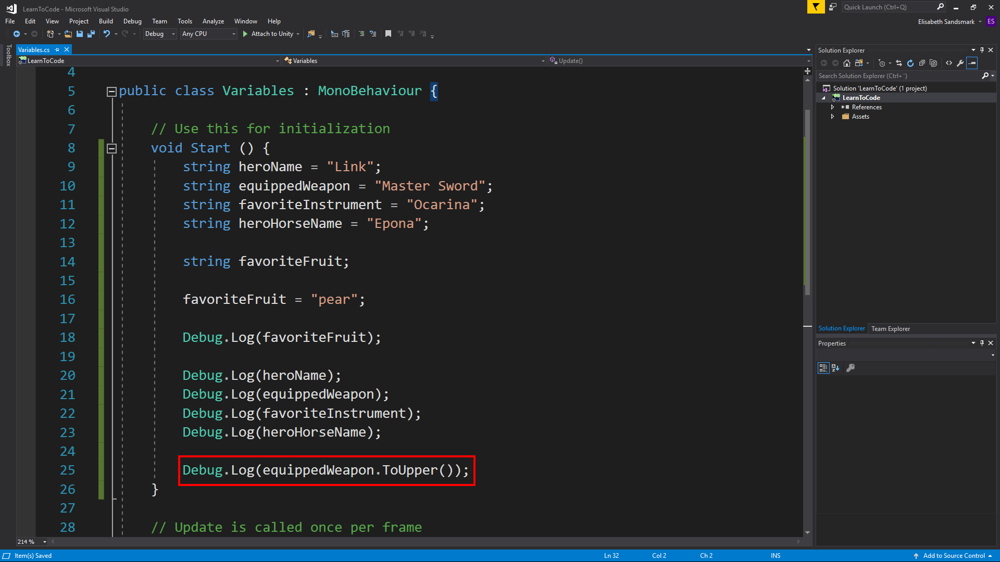 LearnToCode - Microsoft Visual Studio
Quick Launch (Ctrl+Q)
File Edit View Project Build Debug Team Tools Analyze Window Help
Elisabeth Sandsmark ES
Debug Any CPU Attach to Unity
Toolbox
Variables.cs
LearnToCode Variables Update()
4
5 public class Variables : MonoBehaviour {
6
7 // Use this for initialization
8 void Start () {
9 string heroName = "Link";
10 string equippedWeapon = "Master Sword";
11 string favoriteInstrument = "Ocarina";
12 string heroHorseName = "Epona";
13
14 string favoriteFruit;
15
16 favoriteFruit = "pear";
17
18 Debug.Log(favoriteFruit);
19
20 Debug.Log(heroName);
21 Debug.Log(equippedWeapon);
22 Debug.Log(favoriteInstrument);
23 Debug.Log(heroHorseName);
24
25 Debug.Log(equippedWeapon.ToUpper());
26 }
27
28 // Update is called once per frame
214 %
Solution Explorer
Search Solution Explorer (Ctrl+¨)
Solution 'LearnToCode' (1 project)
LearnToCode
References
Assets
Solution Explorer Team Explorer
Properties
Item(s) Saved Ln 32 Col 2 Ch 2 INS Add to Source Control